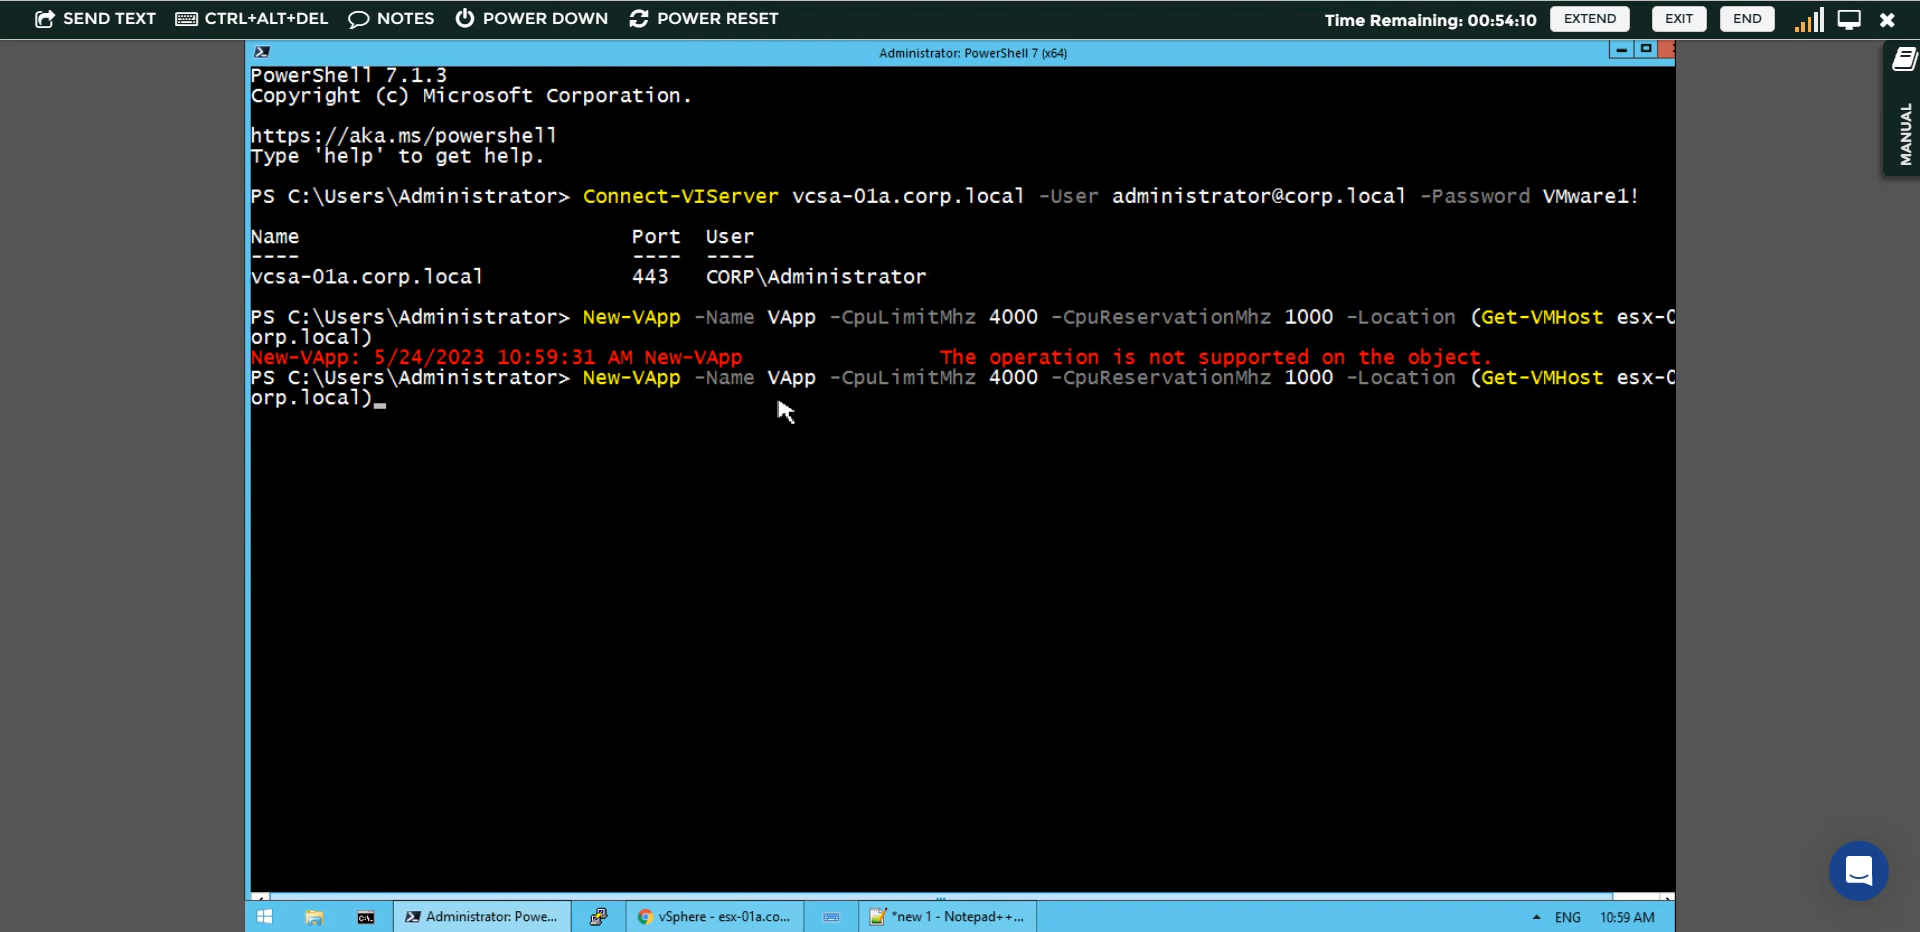 SEND TEXT CTRL+ALT+DEL NOTES POWER DOWN POWER RESET Time Remaining: 00:54:10 EXTEND EXIT END
Administrator: PowerShell 7 (x64)
MANUAL
PowerShell 7.1.3
Copyright (c) Microsoft Corporation.
https://aka.ms/powershell
Type 'help' to get help.
PS C:\Users\Administrator> Connect-VIServer vcsa-01a.corp.local -User administrator@corp.local -Password VMware1!
Name Port User
---- ---- ----
vcsa-01a.corp.local 443 CORP\Administrator
PS C:\Users\Administrator> New-VApp -Name VApp -CpuLimitMhz 4000 -CpuReservationMhz 1000 -Location (Get-VMHost esx-0
orp.local)
New-VApp: 5/24/2023 10:59:31 AM New-VApp The operation is not supported on the object.
PS C:\Users\Administrator> New-VApp -Name VApp -CpuLimitMhz 4000 -CpuReservationMhz 1000 -Location (Get-VMHost esx-0
orp.local)_
Administrator: Powe... vSphere - esx-01a.co... *new 1 - Notepad++... ENG 10:59 AM